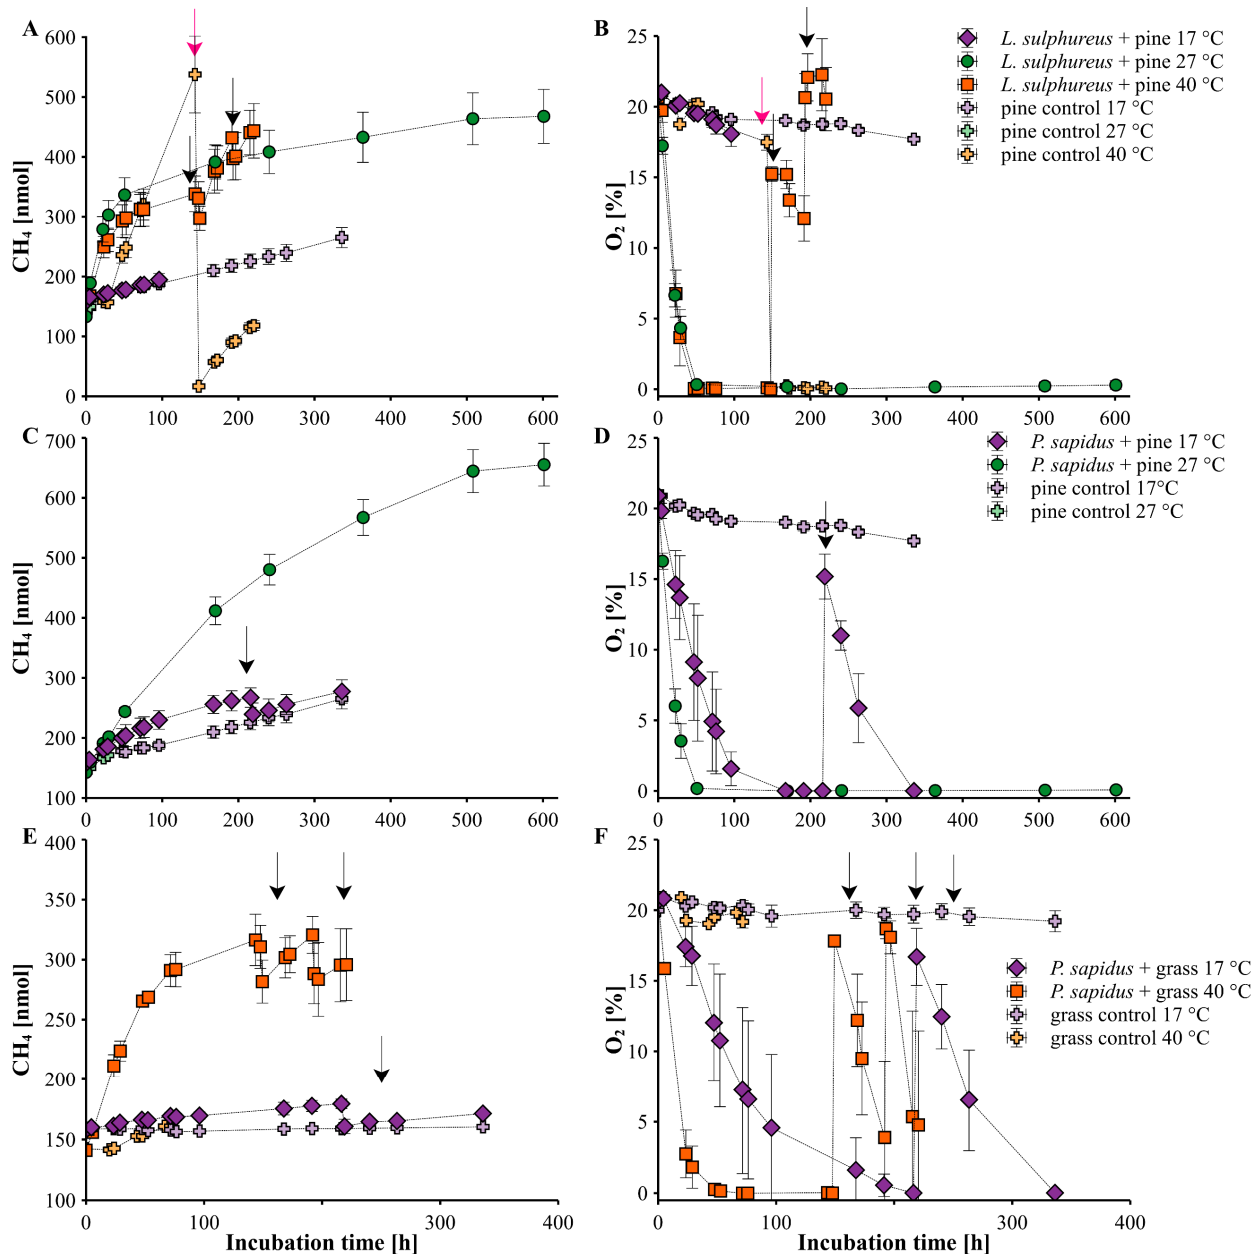 A
CH₄ [nmol]
600
500
400
300
200
100
0
0 100 200 300 400 500 600
B
O₂ [%]
25
20
15
10
5
0
0 100 200 300 400 500 600
L. sulphureus + pine 17 °C
L. sulphureus + pine 27 °C
L. sulphureus + pine 40 °C
pine control 17 °C
pine control 27 °C
pine control 40 °C
C
CH₄ [nmol]
700
600
500
400
300
200
100
0 100 200 300 400 500 600
D
O₂ [%]
25
20
15
10
5
0
0 100 200 300 400 500 600
P. sapidus + pine 17 °C
P. sapidus + pine 27 °C
pine control 17°C
pine control 27 °C
E
CH₄ [nmol]
400
350
300
250
200
150
100
0 100 200 300 400
Incubation time [h]
F
O₂ [%]
25
20
15
10
5
0
0 100 200 300 400
Incubation time [h]
P. sapidus + grass 17 °C
P. sapidus + grass 40 °C
grass control 17 °C
grass control 40 °C